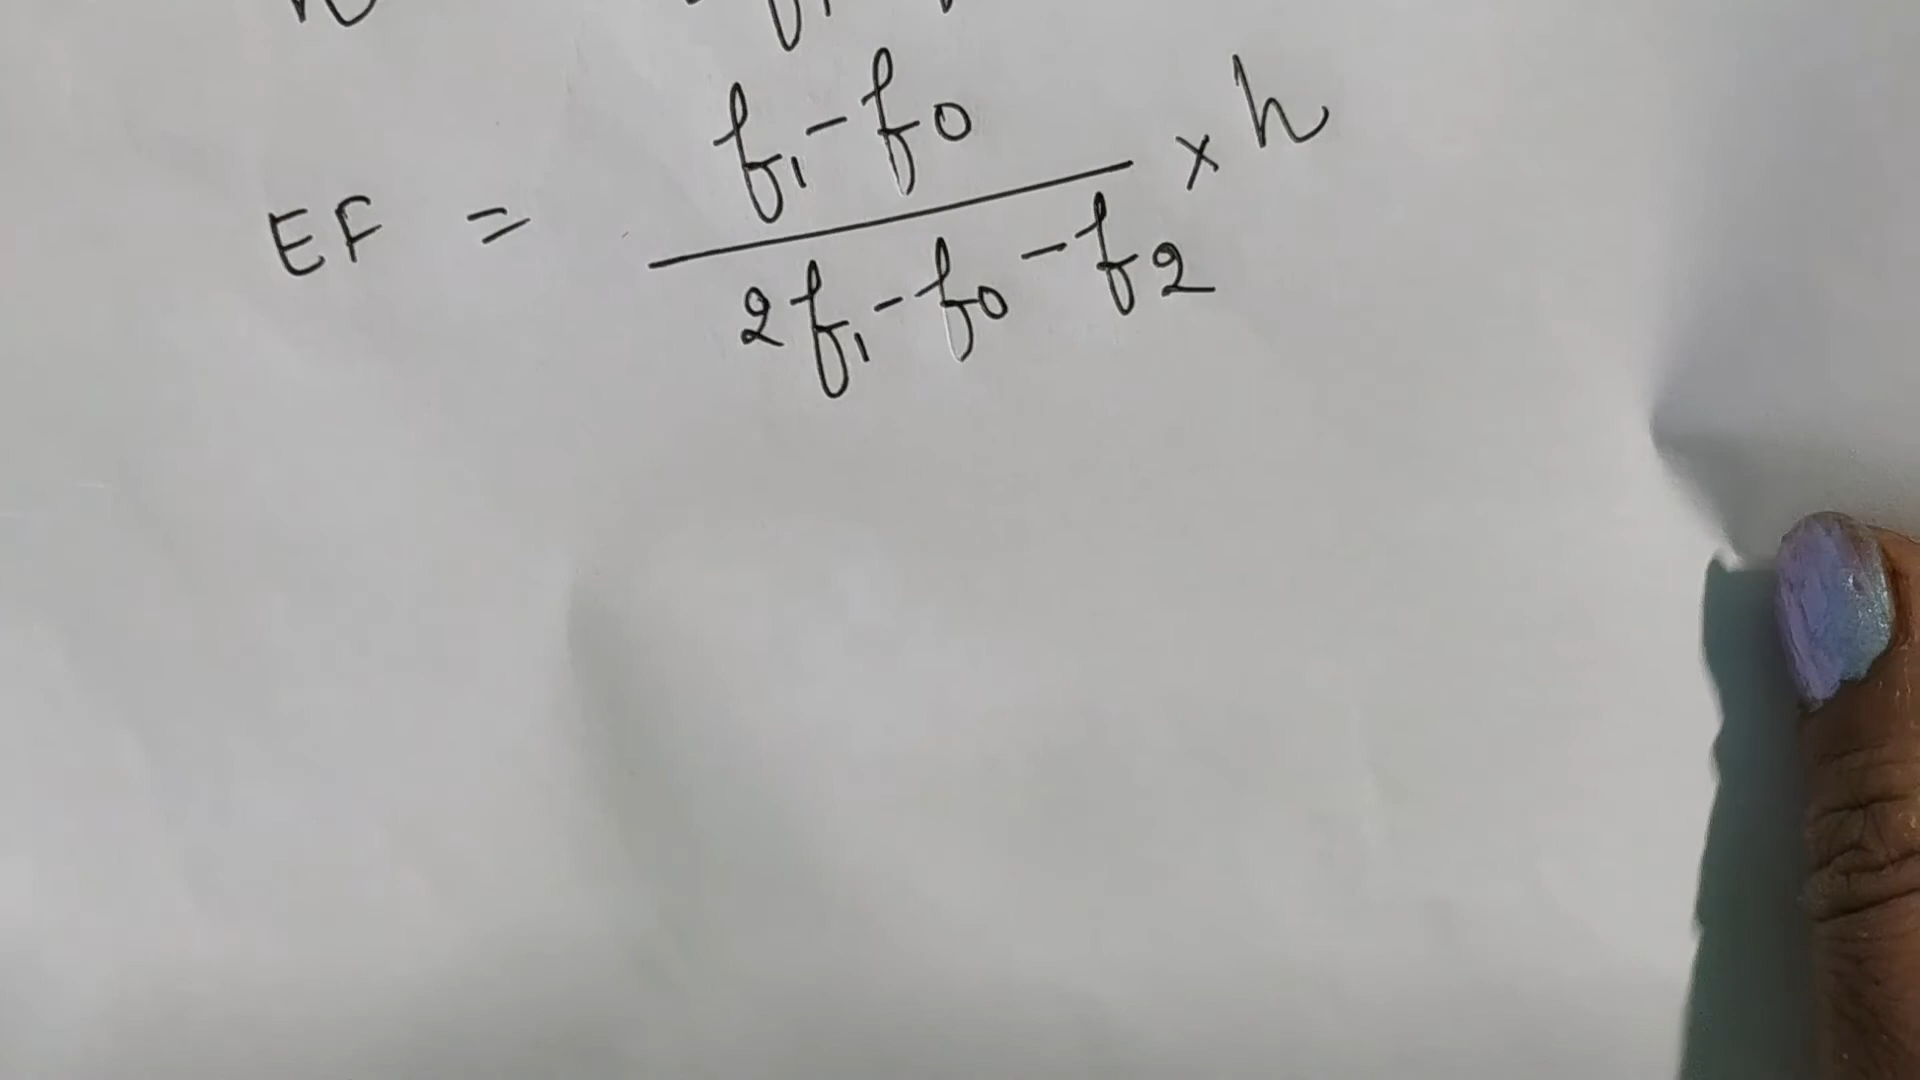 f₁ - f₀
EF = ——— × h
2f₁ - f₀ - f₂